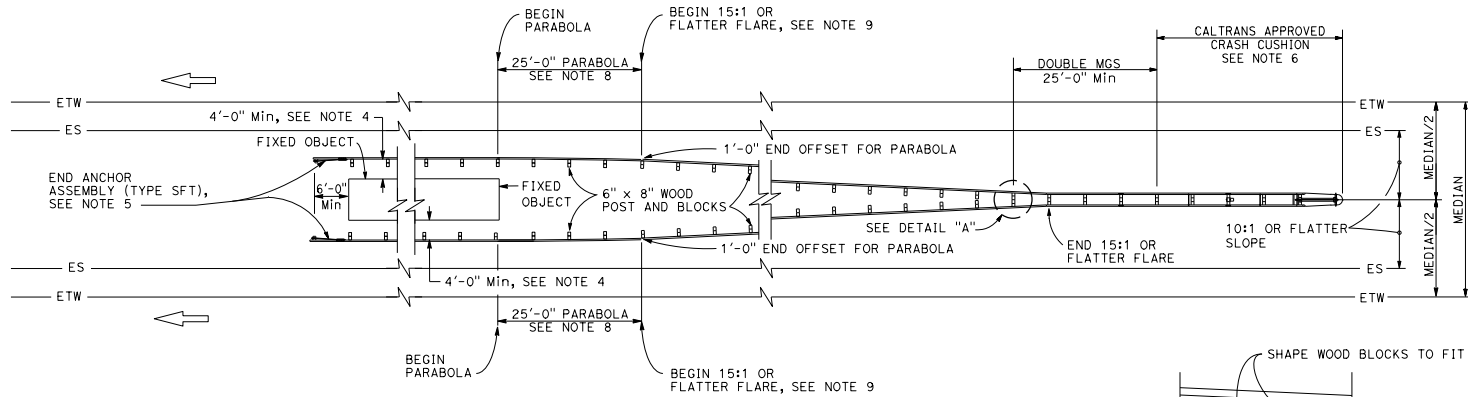 BEGIN
PARABOLA
BEGIN 15:1 OR
FLATTER FLARE, SEE NOTE 9
CALTRANS APPROVED
CRASH CUSHION
SEE NOTE 6
25'-0" PARABOLA
SEE NOTE 8
DOUBLE MGS
25'-0" Min
ETW
ETW
4'-0" Min, SEE NOTE 4
ES
ES
FIXED OBJECT
1'-0" END OFFSET FOR PARABOLA
MEDIAN/2
END ANCHOR
ASSEMBLY (TYPE SFT),
SEE NOTE 5
6'-0"
Min
FIXED
OBJECT
6" x 8" WOOD
POST AND BLOCKS
MEDIAN
SEE DETAIL "A"
10:1 OR FLATTER
SLOPE
MEDIAN/2
1'-0" END OFFSET FOR PARABOLA
END 15:1 OR
FLATTER FLARE
ES
ES
4'-0" Min, SEE NOTE 4
ETW
ETW
25'-0" PARABOLA
SEE NOTE 8
BEGIN
PARABOLA
BEGIN 15:1 OR
FLATTER FLARE, SEE NOTE 9
SHAPE WOOD BLOCKS TO FIT